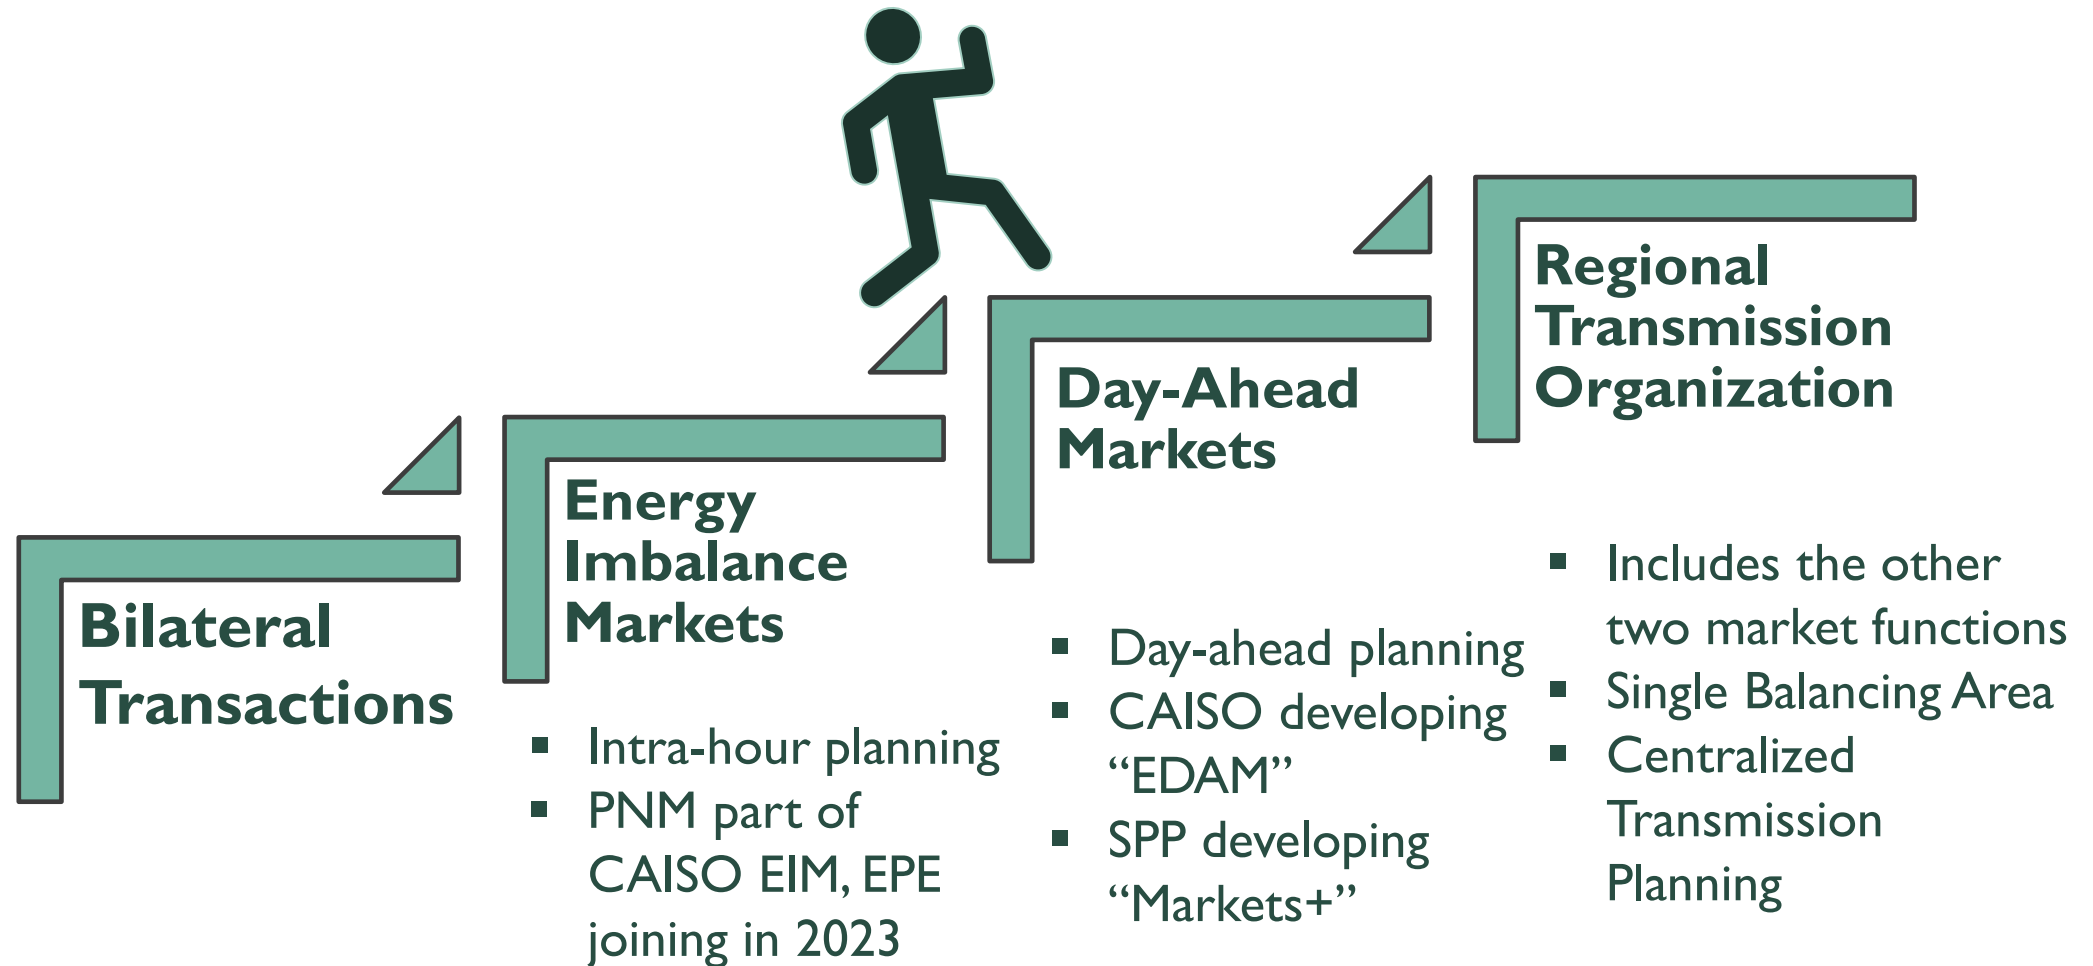 Bilateral
Transactions
Energy
Imbalance
Markets
▪ Intra-hour planning
▪ PNM part of
CAISO EIM, EPE
joining in 2023
Day-Ahead
Markets
▪ Day-ahead planning
▪ CAISO developing
“EDAM”
▪ SPP developing
“Markets+”
Regional
Transmission
Organization
▪ Includes the other
two market functions
▪ Single Balancing Area
▪ Centralized
Transmission
Planning